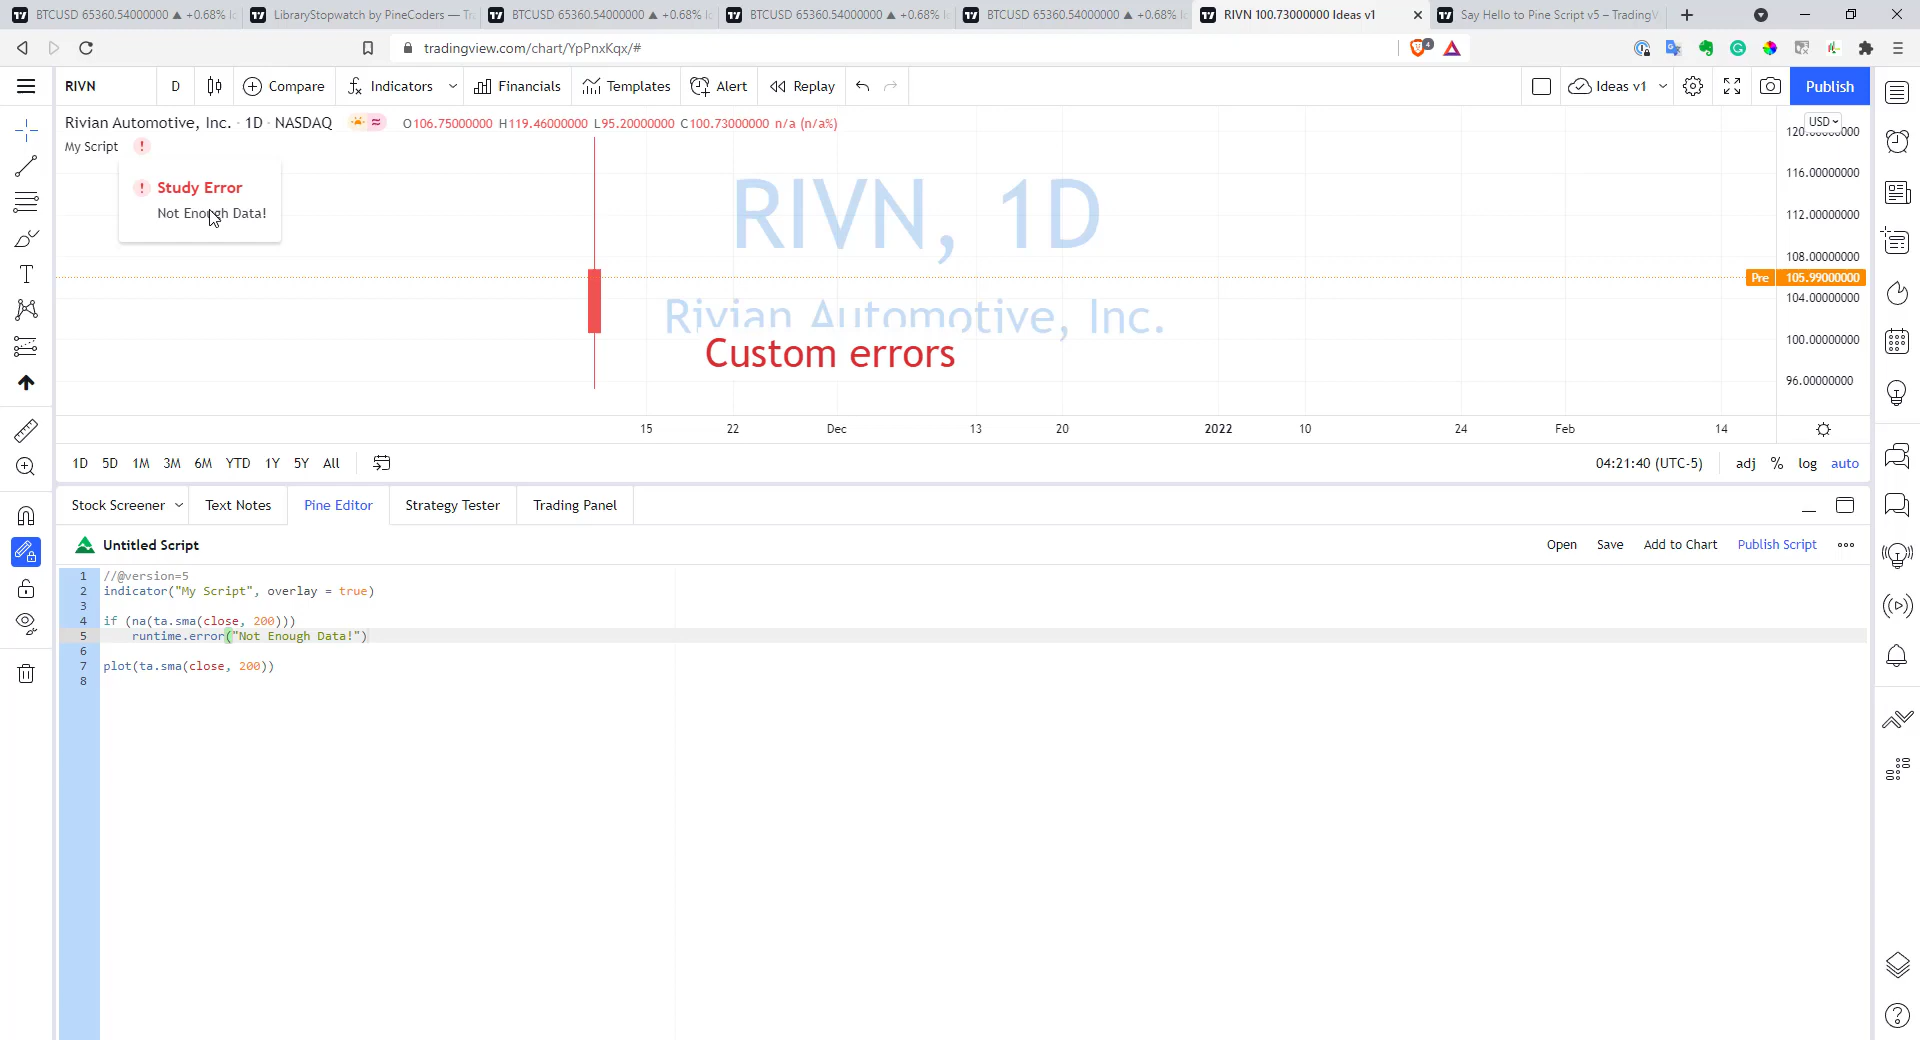 BTCUSD 65360.54000000 ▲ +0.68%
LibraryStopwatch by PineCoders —
BTCUSD 65360.54000000 ▲ +0.68%
BTCUSD 65360.54000000 ▲ +0.68%
BTCUSD 65360.54000000 ▲ +0.68%
RIVN 100.73000000 Ideas v1
Say Hello to Pine Script v5 – TradingV
tradingview.com/chart/YpPnxKqx/#
4
RIVN
D
Compare
Indicators
Financials
Templates
Alert
Replay
Ideas v1
Publish
Rivian Automotive, Inc. · 1D · NASDAQ
O106.75000000 H119.46000000 L95.20000000 C100.73000000 n/a (n/a%)
USD
My Script
!
! Study Error
Not Enough Data!
RIVN, 1D
Rivian Automotive, Inc.
Custom errors
116.00000000
112.00000000
108.00000000
Pre 105.99000000
104.00000000
100.00000000
96.00000000
15 22 Dec 13 20 2022 10 24 Feb 14
1D 5D 1M 3M 6M YTD 1Y 5Y All
04:21:40 (UTC-5)
adj % log auto
Stock Screener
Text Notes
Pine Editor
Strategy Tester
Trading Panel
Untitled Script
Open
Save
Add to Chart
Publish Script
1 //@version=5
2 indicator("My Script", overlay = true)
3
4 if (na(ta.sma(close, 200)))
5 runtime.error("Not Enough Data!")
6
7 plot(ta.sma(close, 200))
8